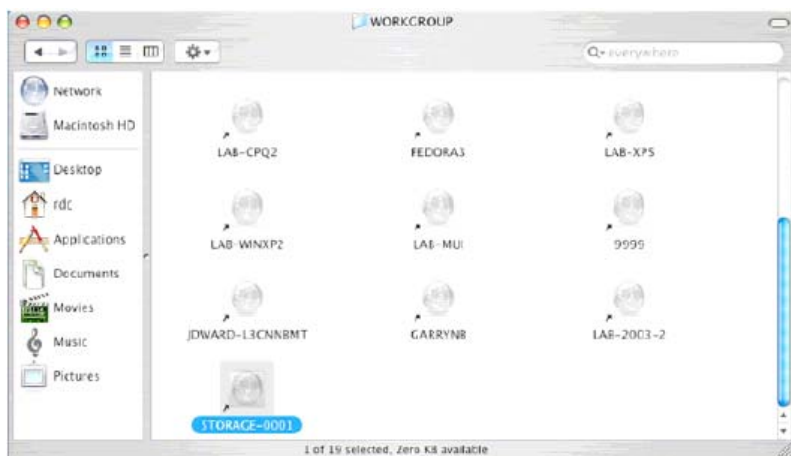 WORKGROUP
everywhere
Network
Macintosh HD
Desktop
rdc
Applications
Documents
Movies
Music
Pictures
LAB-CPQ2
FEDORA3
LAB-XPS
LAB-WINXP2
LAB-MUI
9999
JDWARD-L3CNNBMT
GARRYNB
LAB-2003-2
STORAGE-0001
1 of 19 selected, Zero KB available